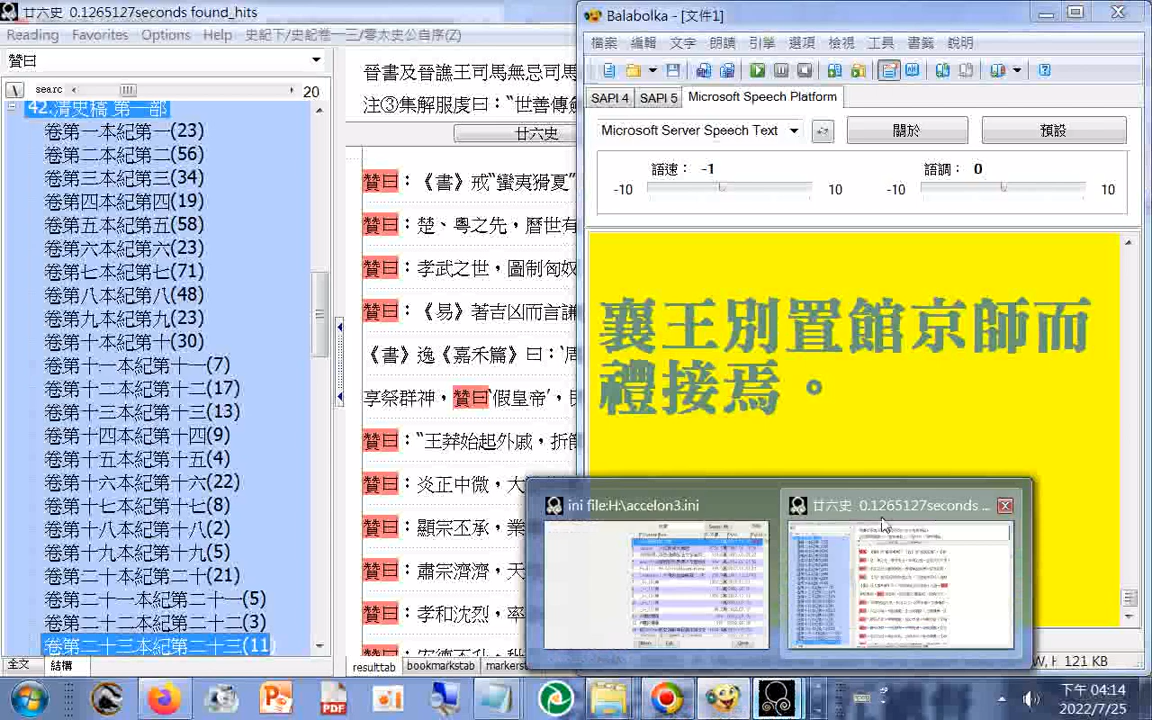 廿六史 0.1265127seconds found_hits
Reading Favorites Options Help 史記下/史記卷一三/零太史公自序(Z)
贊曰
searc 20
42.清史稿 第一部
卷第一本紀第一(23)
卷第二本紀第二(56)
卷第三本紀第三(34)
卷第四本紀第四(19)
卷第五本紀第五(58)
卷第六本紀第六(23)
卷第七本紀第七(71)
卷第八本紀第八(48)
卷第九本紀第九(23)
卷第十本紀第十(30)
卷第十一本紀第十一(7)
卷第十二本紀第十二(17)
卷第十三本紀第十三(13)
卷第十四本紀第十四(9)
卷第十五本紀第十五(4)
卷第十六本紀第十六(22)
卷第十七本紀第十七(8)
卷第十八本紀第十八(2)
卷第十九本紀第十九(5)
卷第二十本紀第二十(21)
卷第二十一本紀第二十一(5)
卷第二十二本紀第二十二(3)
卷第二十三本紀第二十三(11)
全文 結構
晉書及晉譙王司馬無忌司馬
注③集解服虔曰：“世善傳劍
廿六史
贊曰：《書》戒“蠻夷猾夏”
贊曰：楚、粵之先，曆世有
贊曰：孝武之世，圖制匈奴
贊曰：《易》著吉凶而言謙
《書》逸《嘉禾篇》曰：‘周
享祭群神，贊曰‘假皇帝’，
贊曰：“王莽始起外戚，折節
贊曰：炎正中微，大
贊曰：顯宗丕承，業
贊曰：肅宗濟濟，天
贊曰：孝和沈烈，率
resulttab bookmarkstab markers
Balabolka - [文件1]
檔案 編輯 文字 朗讀 引擎 選項 檢視 工具 書籤 說明
SAPI 4 SAPI 5 Microsoft Speech Platform
Microsoft Server Speech Text 關於 預設
語速： -1 語調： 0
-10 10 -10 10
襄王別置館京師而
禮接焉。
ini file:H:\accelon3.ini 廿六史 0.1265127seconds ...
121 KB
下午 04:14
2022/7/25